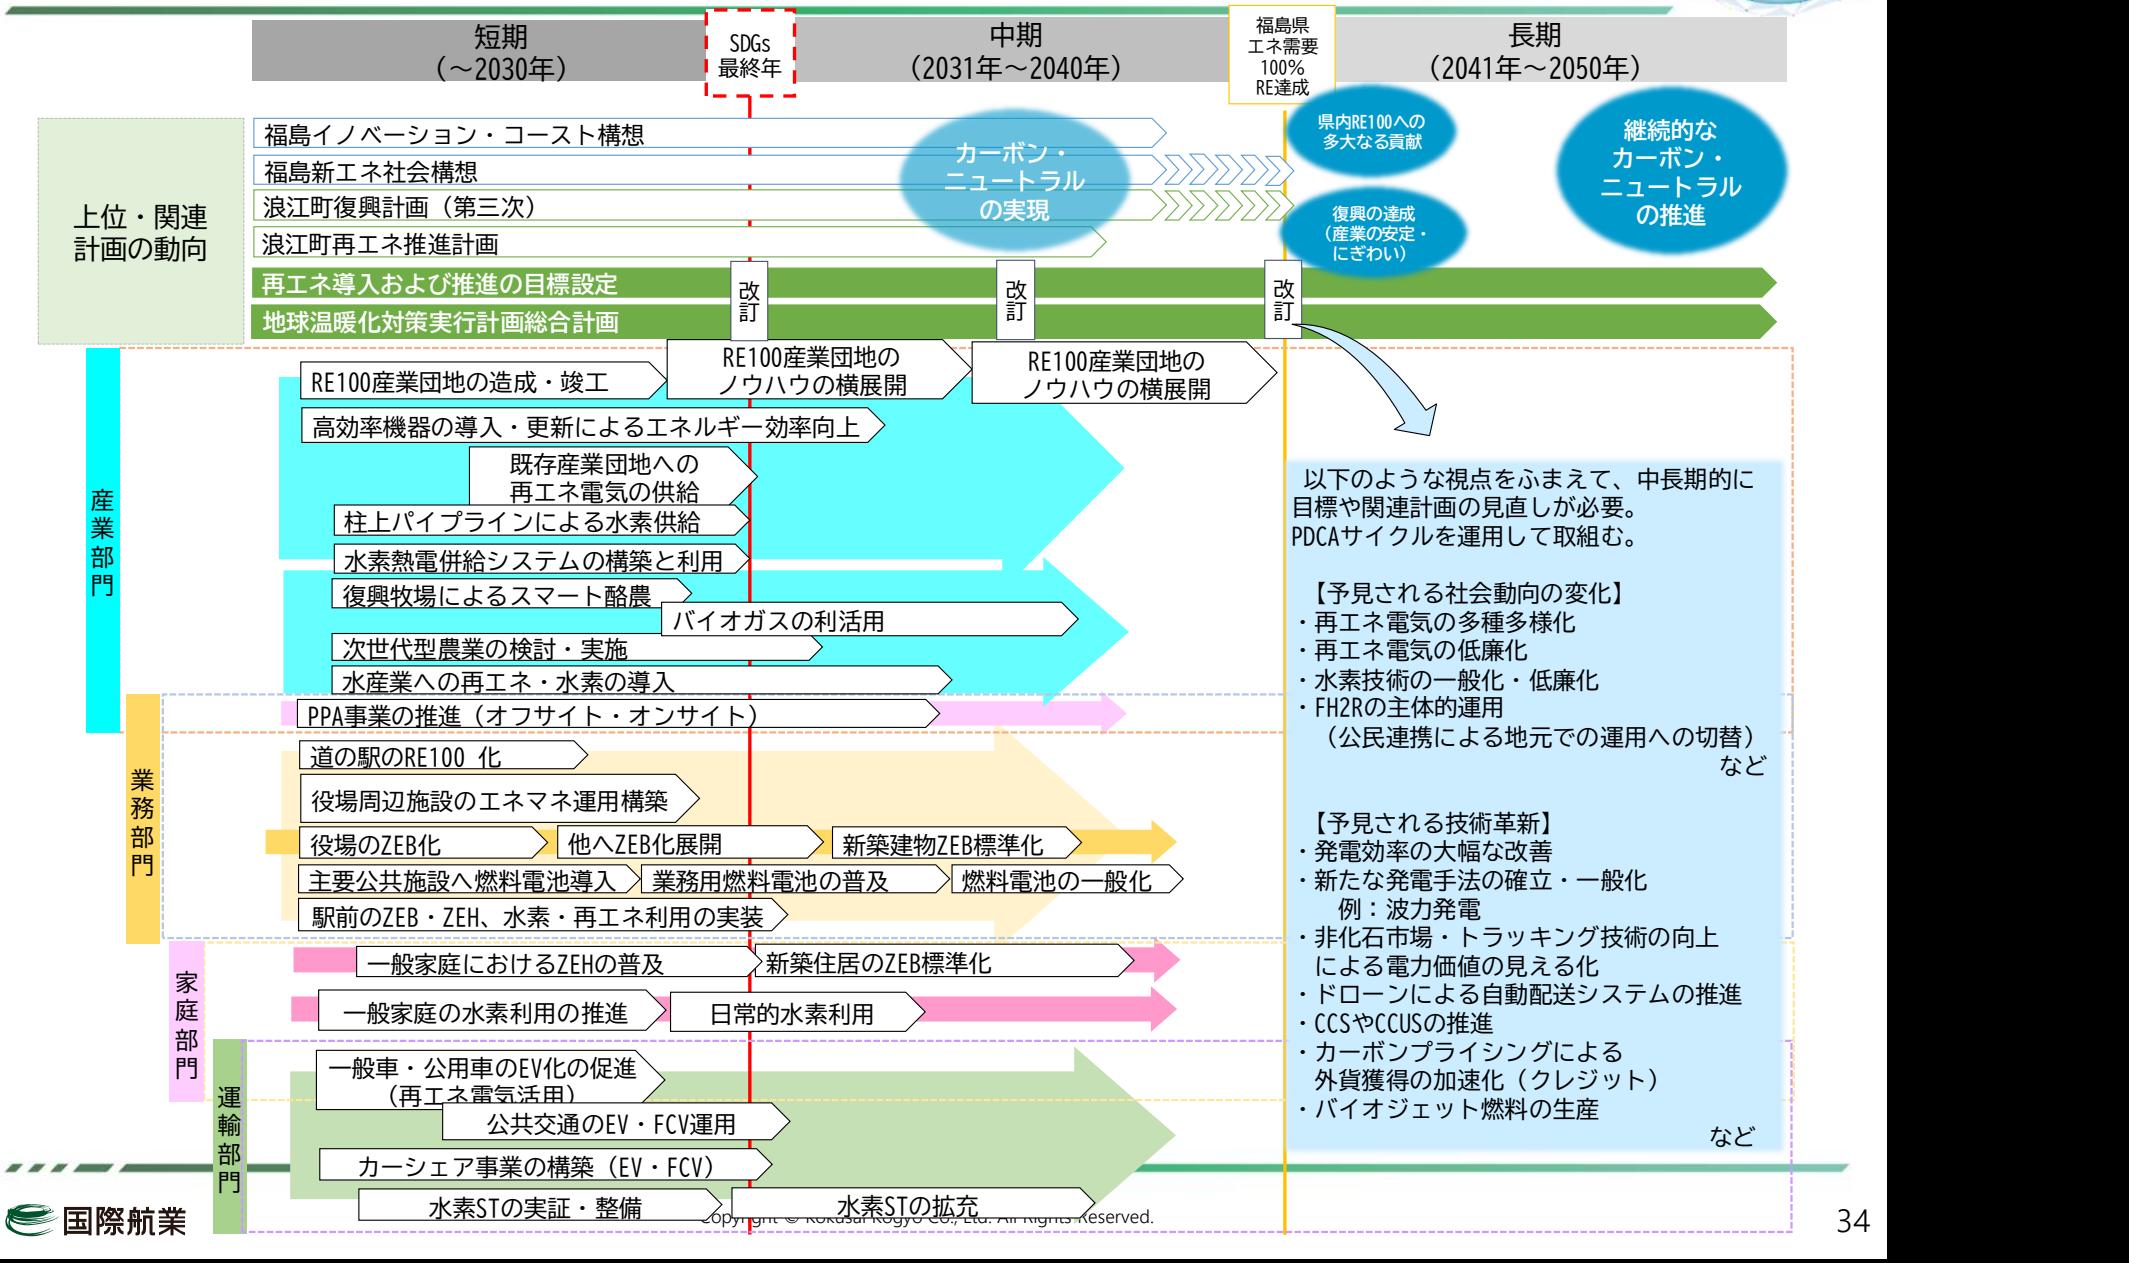 短期
（～2030年）
SDGs
最終年
中期
（2031年～2040年）
福島県
エネ需要
100%
RE達成
長期
（2041年～2050年）
上位・関連
計画の動向
福島イノベーション・コースト構想
福島新エネ社会構想
浪江町復興計画（第三次）
浪江町再エネ推進計画
再エネ導入および推進の目標設定
地球温暖化対策実行計画総合計画
カーボン・
ニュートラル
の実現
県内RE100への
多大なる貢献
復興の達成
（産業の安定・
にぎわい）
継続的な
カーボン・
ニュートラル
の推進
改訂
改訂
改訂
産業部門
RE100産業団地の造成・竣工
RE100産業団地の
ノウハウの横展開
RE100産業団地の
ノウハウの横展開
高効率機器の導入・更新によるエネルギー効率向上
既存産業団地への
再エネ電気の供給
柱上パイプラインによる水素供給
水素熱電併給システムの構築と利用
復興牧場によるスマート酪農
バイオガスの利活用
次世代型農業の検討・実施
水産業への再エネ・水素の導入
PPA事業の推進（オフサイト・オンサイト）
業務部門
道の駅のRE100 化
役場周辺施設のエネマネ運用構築
役場のZEB化
他へZEB化展開
新築建物ZEB標準化
主要公共施設へ燃料電池導入
業務用燃料電池の普及
燃料電池の一般化
駅前のZEB・ZEH、水素・再エネ利用の実装
家庭部門
一般家庭におけるZEHの普及
新築住居のZEB標準化
一般家庭の水素利用の推進
日常的水素利用
運輸部門
一般車・公用車のEV化の促進
（再エネ電気活用）
公共交通のEV・FCV運用
カーシェア事業の構築（EV・FCV）
水素STの実証・整備
水素STの拡充
以下のような視点をふまえて、中長期的に
目標や関連計画の見直しが必要。
PDCAサイクルを運用して取組む。
【予見される社会動向の変化】
・再エネ電気の多種多様化
・再エネ電気の低廉化
・水素技術の一般化・低廉化
・FH2Rの主体的運用
（公民連携による地元での運用への切替）
など
【予見される技術革新】
・発電効率の大幅な改善
・新たな発電手法の確立・一般化
例：波力発電
・非化石市場・トラッキング技術の向上
による電力価値の見える化
・ドローンによる自動配送システムの推進
・CCSやCCUSの推進
・カーボンプライシングによる
外貨獲得の加速化（クレジット）
・バイオジェット燃料の生産
など
国際航業
Copyright © Kokusai Kogyo Co., Ltd. All Rights Reserved.
34